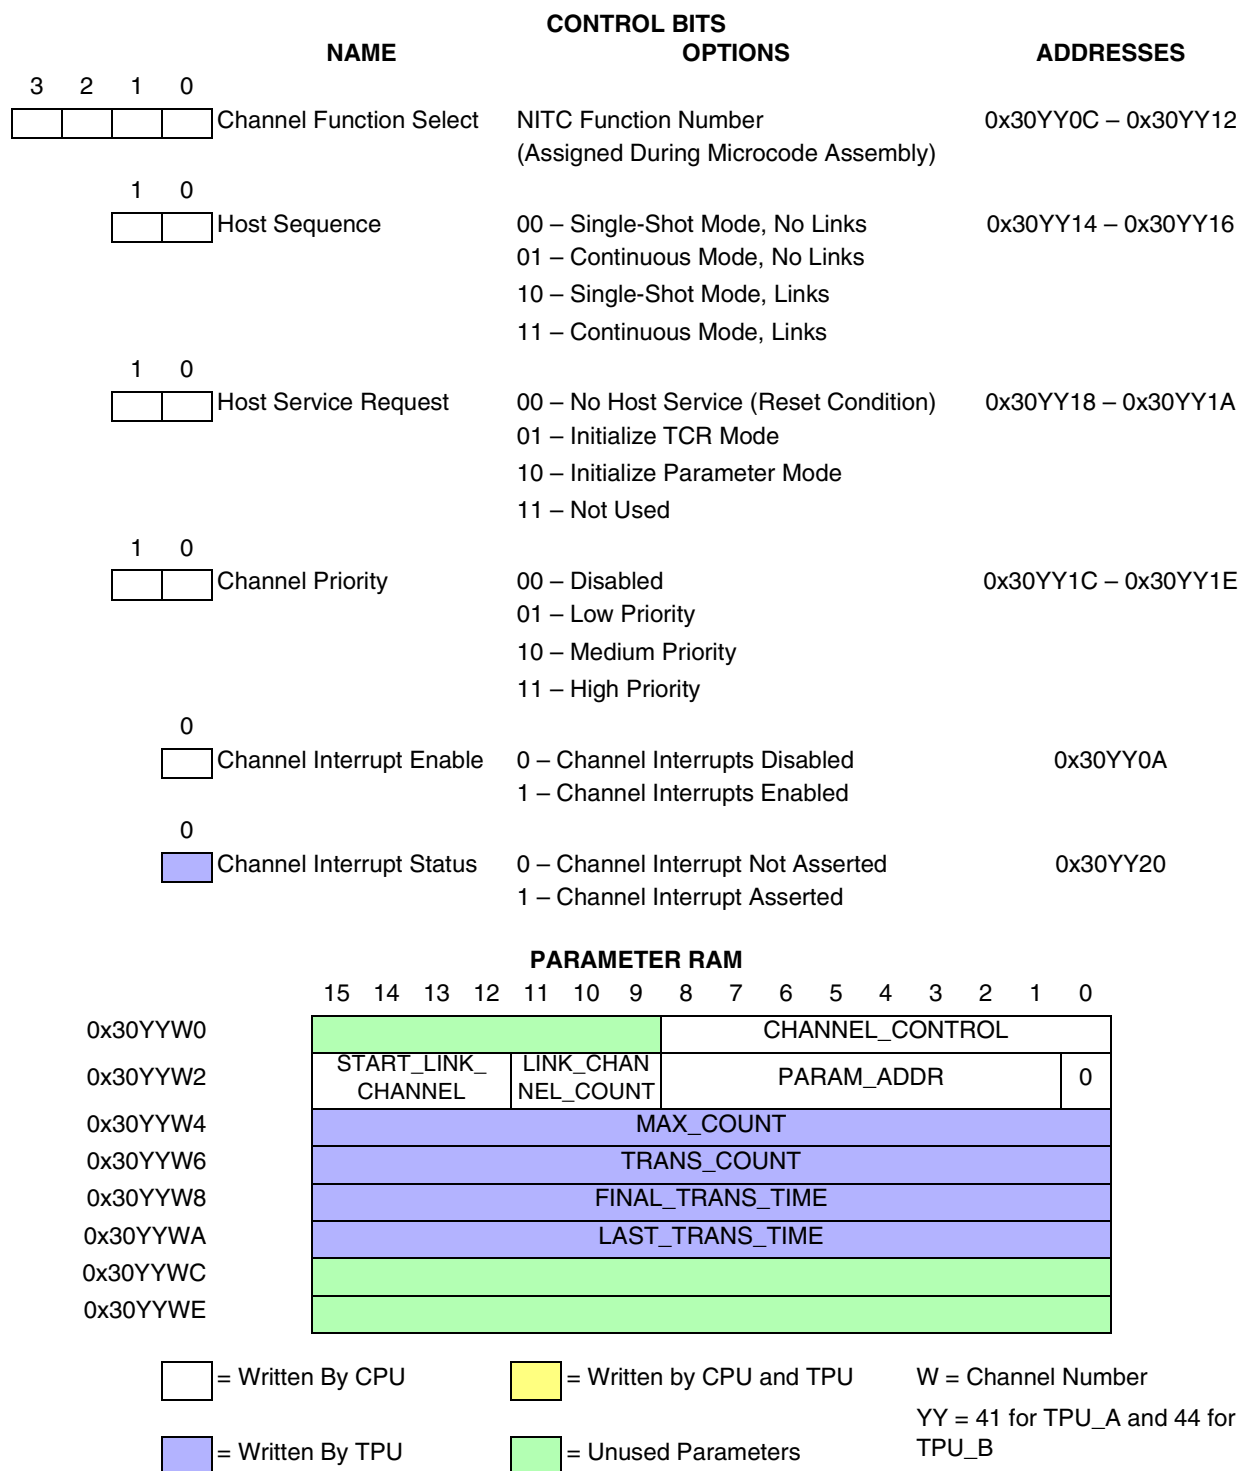 CONTROL BITS
NAME OPTIONS ADDRESSES
3 2 1 0
Channel Function Select NITC Function Number 0x30YY0C – 0x30YY12
(Assigned During Microcode Assembly)
1 0
Host Sequence 00 – Single-Shot Mode, No Links 0x30YY14 – 0x30YY16
01 – Continuous Mode, No Links
10 – Single-Shot Mode, Links
11 – Continuous Mode, Links
1 0
Host Service Request 00 – No Host Service (Reset Condition) 0x30YY18 – 0x30YY1A
01 – Initialize TCR Mode
10 – Initialize Parameter Mode
11 – Not Used
1 0
Channel Priority 00 – Disabled 0x30YY1C – 0x30YY1E
01 – Low Priority
10 – Medium Priority
11 – High Priority
0
Channel Interrupt Enable 0 – Channel Interrupts Disabled 0x30YY0A
1 – Channel Interrupts Enabled
0
Channel Interrupt Status 0 – Channel Interrupt Not Asserted 0x30YY20
1 – Channel Interrupt Asserted
PARAMETER RAM
15 14 13 12 11 10 9 8 7 6 5 4 3 2 1 0
0x30YYW0 CHANNEL_CONTROL
0x30YYW2 START_LINK_ CHANNEL LINK_CHAN NEL_COUNT PARAM_ADDR 0
0x30YYW4 MAX_COUNT
0x30YYW6 TRANS_COUNT
0x30YYW8 FINAL_TRANS_TIME
0x30YYWA LAST_TRANS_TIME
0x30YYWC
0x30YYWE
= Written By CPU = Written by CPU and TPU W = Channel Number
= Written By TPU = Unused Parameters YY = 41 for TPU_A and 44 for
TPU_B